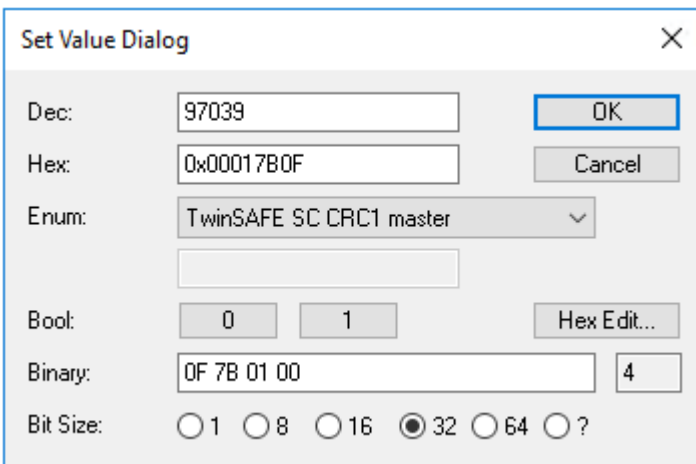 Set Value Dialog
Dec: 97039 OK
Hex: 0x00017B0F Cancel
Enum: TwinSAFE SC CRC1 master
Bool: 0 1 Hex Edit...
Binary: 0F 7B 01 00 4
Bit Size: 1 8 16 32 64 ?